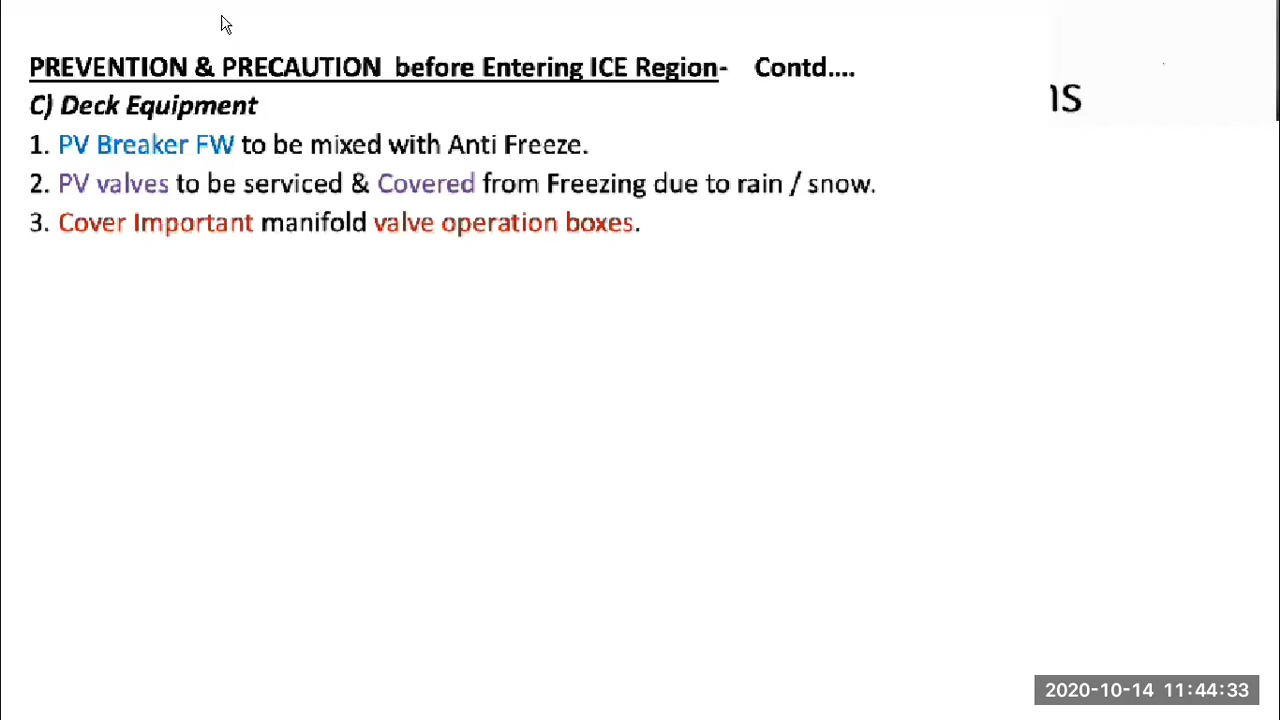 PREVENTION & PRECAUTION before Entering ICE Region- Contd....
C) Deck Equipment
1. PV Breaker FW to be mixed with Anti Freeze.
2. PV valves to be serviced & Covered from Freezing due to rain / snow.
3. Cover Important manifold valve operation boxes.
2020-10-14 11:44:33